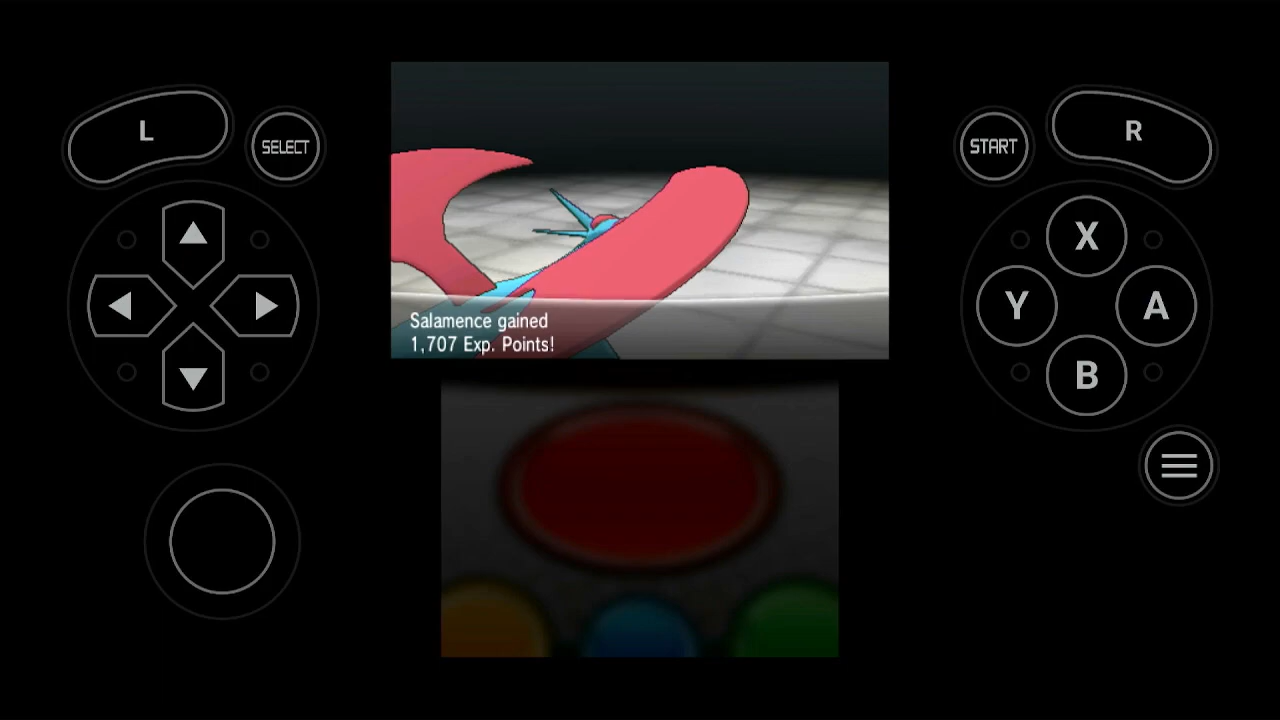 L
SELECT
START
R
X
Y
A
B
Salamence gained
1,707 Exp. Points!